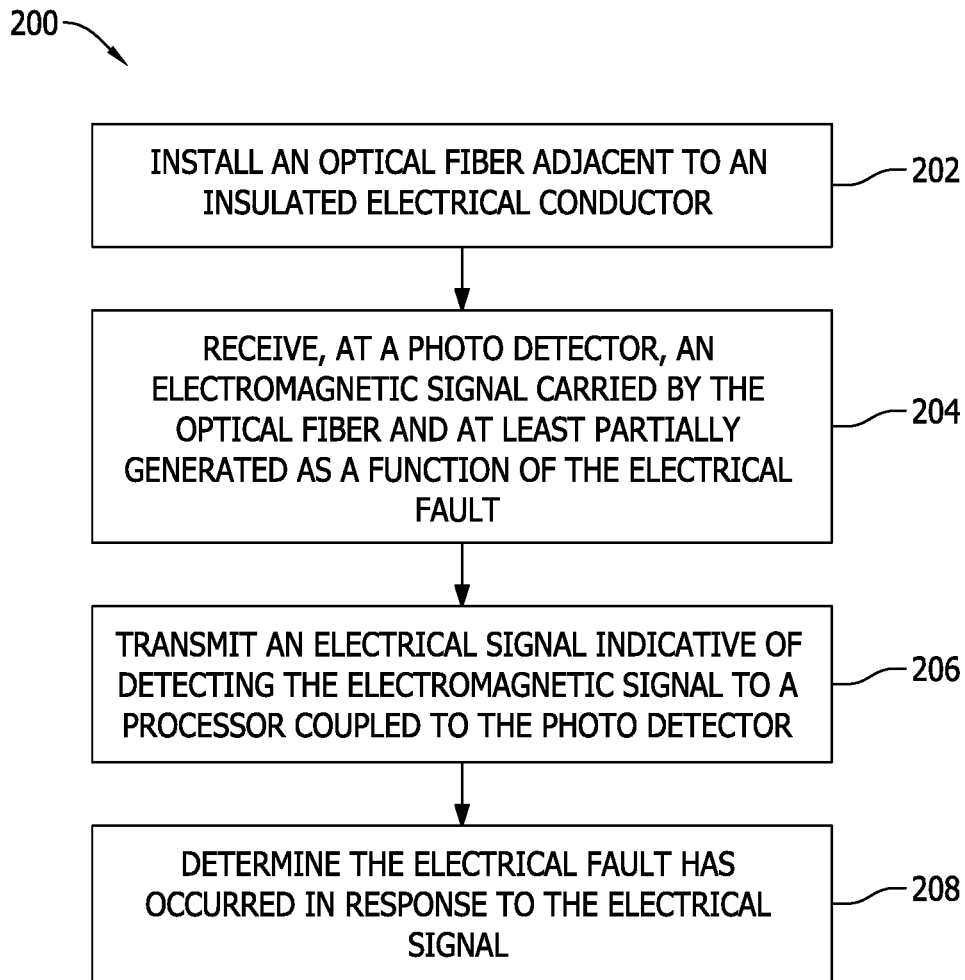 200
INSTALL AN OPTICAL FIBER ADJACENT TO AN
INSULATED ELECTRICAL CONDUCTOR
202
RECEIVE, AT A PHOTO DETECTOR, AN
ELECTROMAGNETIC SIGNAL CARRIED BY THE
OPTICAL FIBER AND AT LEAST PARTIALLY
GENERATED AS A FUNCTION OF THE ELECTRICAL
FAULT
204
TRANSMIT AN ELECTRICAL SIGNAL INDICATIVE OF
DETECTING THE ELECTROMAGNETIC SIGNAL TO A
PROCESSOR COUPLED TO THE PHOTO DETECTOR
206
DETERMINE THE ELECTRICAL FAULT HAS
OCCURRED IN RESPONSE TO THE ELECTRICAL
SIGNAL
208